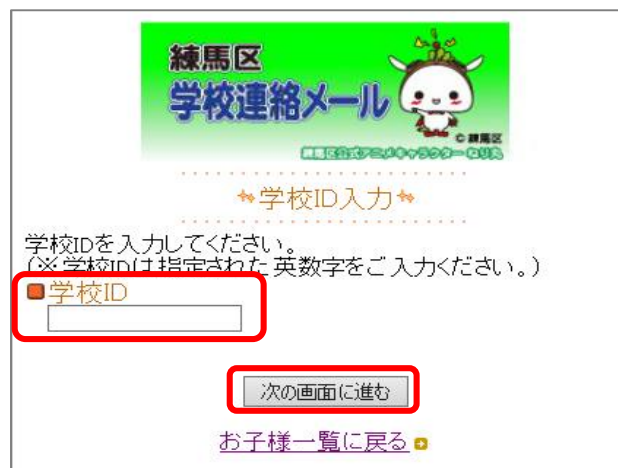 練馬区
学校連絡メール
© 練馬区
練馬区公式アニメキャラクター ねり丸
学校ID入力
学校IDを入力してください。
(※ 学校IDは指定された 英数字をご 入力ください。)
学校ID
次の画面に進む
お子様一覧に戻る